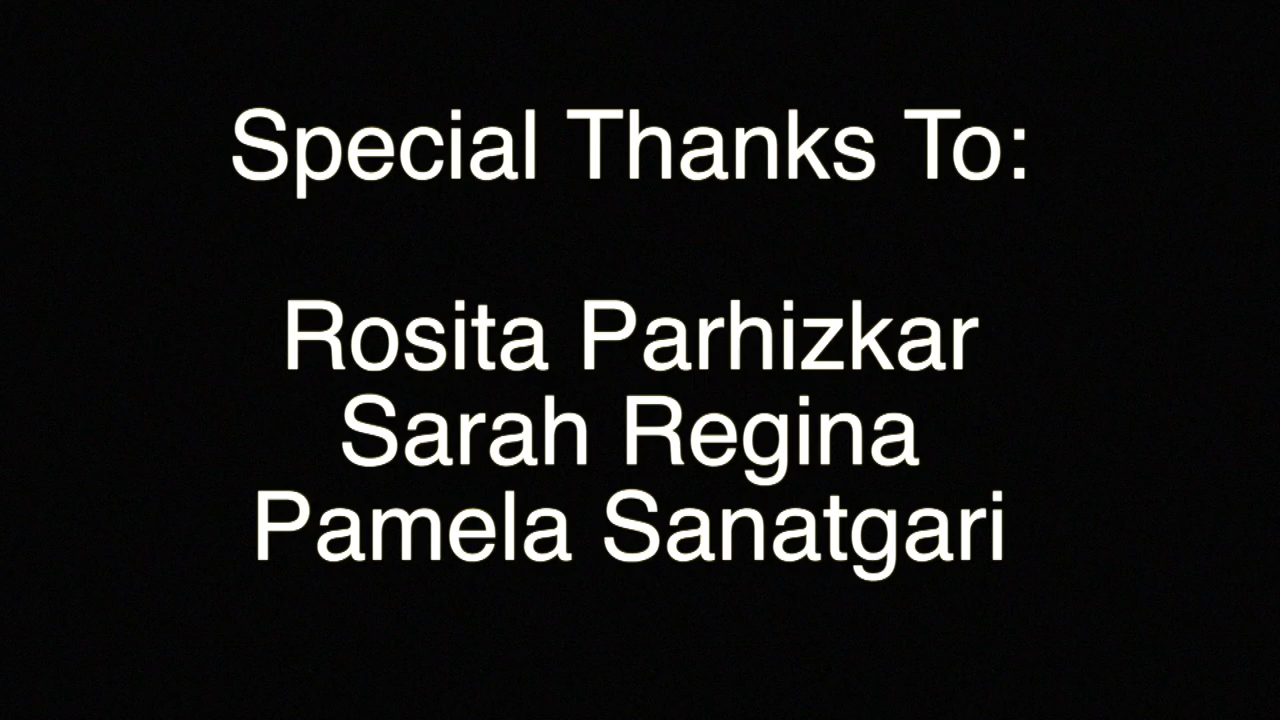 Special Thanks To:
Rosita Parhizkar
Sarah Regina
Pamela Sanatgari